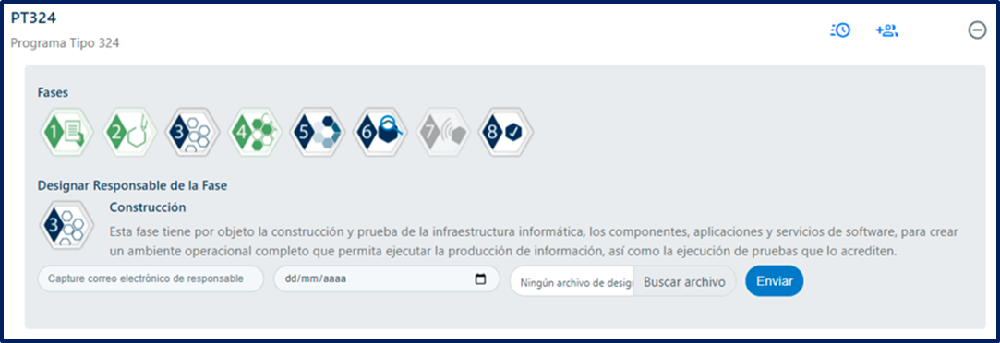 PT324
Programa Tipo 324
Fases
1 2 3 4 5 6 7 8
Designar Responsable de la Fase
3
Construcción
Esta fase tiene por objeto la construcción y prueba de la infraestructura informática, los componentes, aplicaciones y servicios de software, para crear
un ambiente operacional completo que permita ejecutar la producción de información, así como la ejecución de pruebas que lo acrediten.
Capture correo electrónico de responsable dd/mm/aaaa Ningún archivo de desig Buscar archivo Enviar